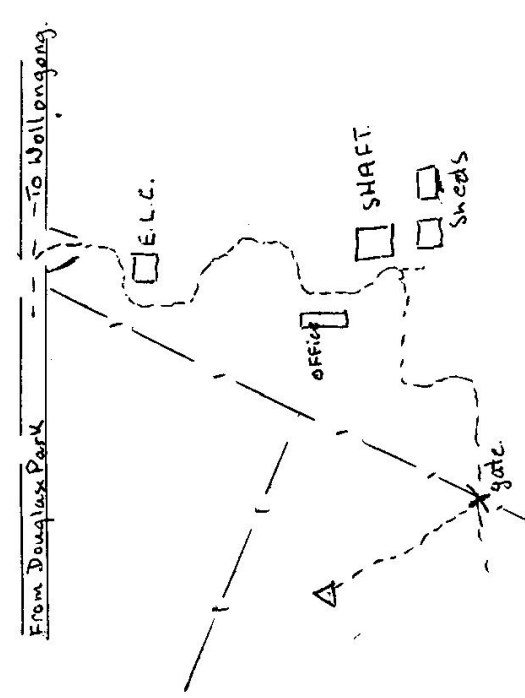 From Douglas Park
- - To Wollongong.
E.L.C.
SHAFT.
Sheds
OFFICE
gate.